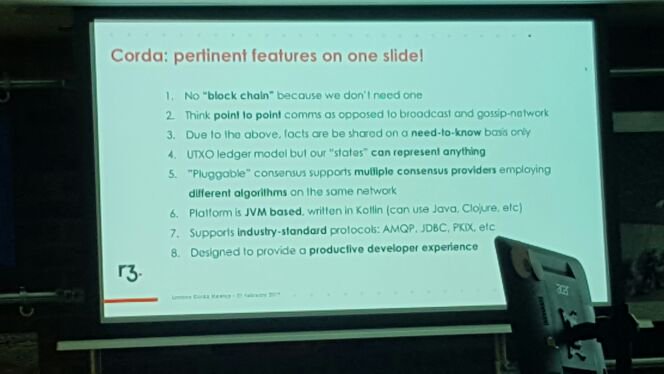 Corda: pertinent features on one slide!
1. No "block chain" because we don't need one
2. Think point to point comms as opposed to broadcast and gossip-network
3. Due to the above, facts are be shared on a need-to-know basis only
4. UTXO ledger model but our "states" can represent anything
5. "Pluggable" consensus supports multiple consensus providers employing
different algorithms on the same network
6. Platform is JVM based, written in Kotlin (can use Java, Clojure, etc)
7. Supports industry-standard protocols: AMQP, JDBC, PKIX, etc
8. Designed to provide a productive developer experience
r3.
London Corda Meetup - February
acer